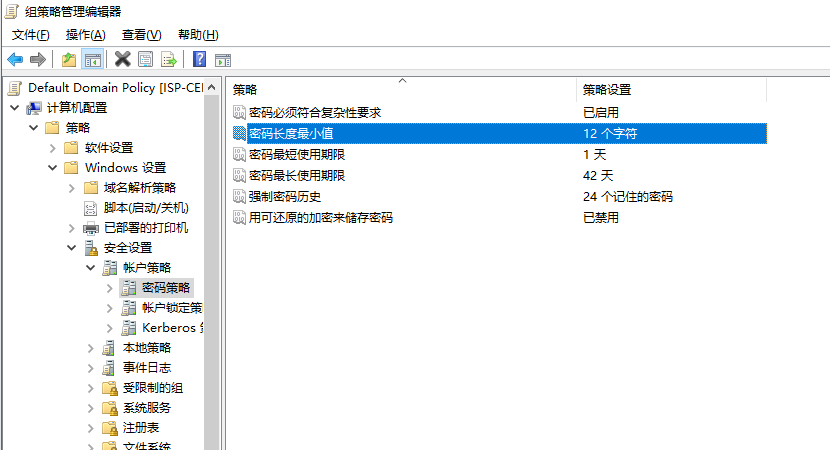 组策略管理编辑器
文件(F) 操作(A) 查看(V) 帮助(H)
Default Domain Policy [ISP-CEI
计算机配置
策略
软件设置
Windows 设置
域名解析策略
脚本(启动/关机)
已部署的打印机
安全设置
帐户策略
密码策略
帐户锁定策
Kerberos
本地策略
事件日志
受限制的组
系统服务
注册表
文件系统
策略 策略设置
密码必须符合复杂性要求 已启用
密码长度最小值 12 个字符
密码最短使用期限 1 天
密码最长使用期限 42 天
强制密码历史 24 个记住的密码
用可还原的加密来储存密码 已禁用